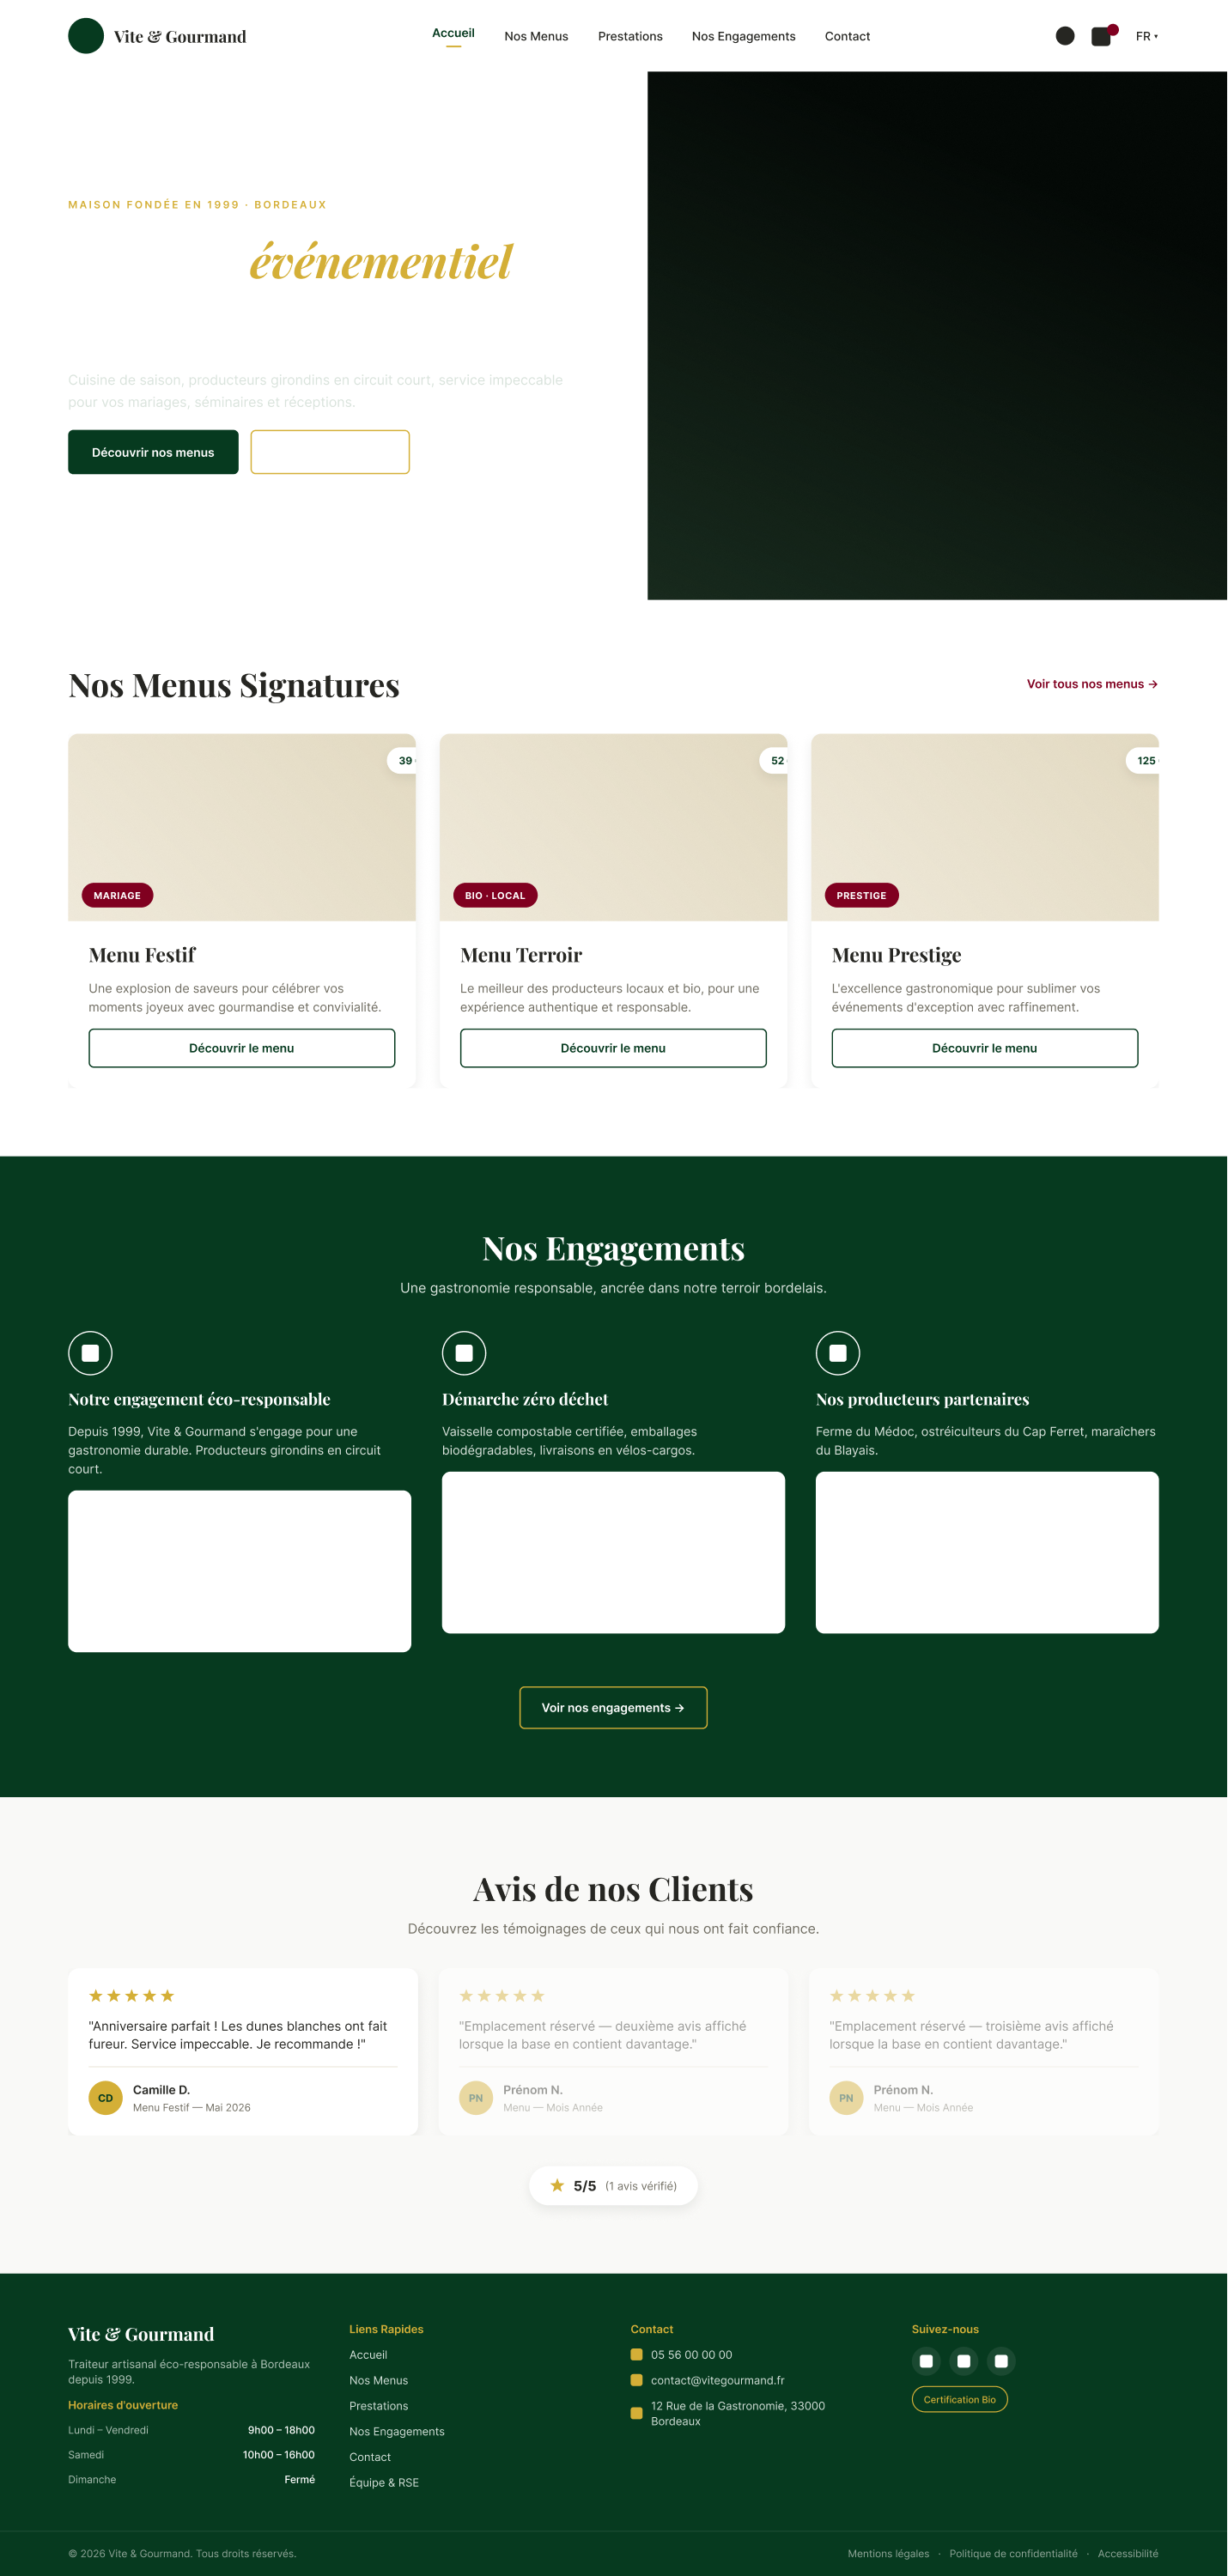 Vite & Gourmand
Accueil
Nos Menus
Prestations
Nos Engagements
Contact
FR
MAISON FONDÉE EN 1999 · BORDEAUX
événementiel
Cuisine de saison, producteurs girondins en circuit court, service impeccable
pour vos mariages, séminaires et réceptions.
Découvrir nos menus
Nos Menus Signatures
Voir tous nos menus →
39
52
125
MARIAGE
BIO · LOCAL
PRESTIGE
Menu Festif
Une explosion de saveurs pour célébrer vos
moments joyeux avec gourmandise et convivialité.
Découvrir le menu
Menu Terroir
Le meilleur des producteurs locaux et bio, pour une
expérience authentique et responsable.
Découvrir le menu
Menu Prestige
L'excellence gastronomique pour sublimer vos
événements d'exception avec raffinement.
Découvrir le menu
Nos Engagements
Une gastronomie responsable, ancrée dans notre terroir bordelais.
Notre engagement éco-responsable
Depuis 1999, Vite & Gourmand s'engage pour une
gastronomie durable. Producteurs girondins en circuit
court.
Démarche zéro déchet
Vaisselle compostable certifiée, emballages
biodégradables, livraisons en vélos-cargos.
Nos producteurs partenaires
Ferme du Médoc, ostréiculteurs du Cap Ferret, maraîchers
du Blayais.
Voir nos engagements →
Avis de nos Clients
Découvrez les témoignages de ceux qui nous ont fait confiance.
★★★★★
"Anniversaire parfait ! Les dunes blanches ont fait
fureur. Service impeccable. Je recommande !"
CD
Camille D.
Menu Festif — Mai 2026
★★★★★
"Emplacement réservé — deuxième avis affiché
lorsque la base en contient davantage."
PN
Prénom N.
Menu — Mois Année
★★★★★
"Emplacement réservé — troisième avis affiché
lorsque la base en contient davantage."
PN
Prénom N.
Menu — Mois Année
★ 5/5 (1 avis vérifié)
Vite & Gourmand
Traiteur artisanal éco-responsable à Bordeaux
depuis 1999.
Horaires d'ouverture
Lundi – Vendredi 9h00 – 18h00
Samedi 10h00 – 16h00
Dimanche Fermé
Liens Rapides
Accueil
Nos Menus
Prestations
Nos Engagements
Contact
Équipe & RSE
Contact
05 56 00 00 00
contact@vitegourmand.fr
12 Rue de la Gastronomie, 33000
Bordeaux
Suivez-nous
Certification Bio
© 2026 Vite & Gourmand. Tous droits réservés.
Mentions légales · Politique de confidentialité · Accessibilité